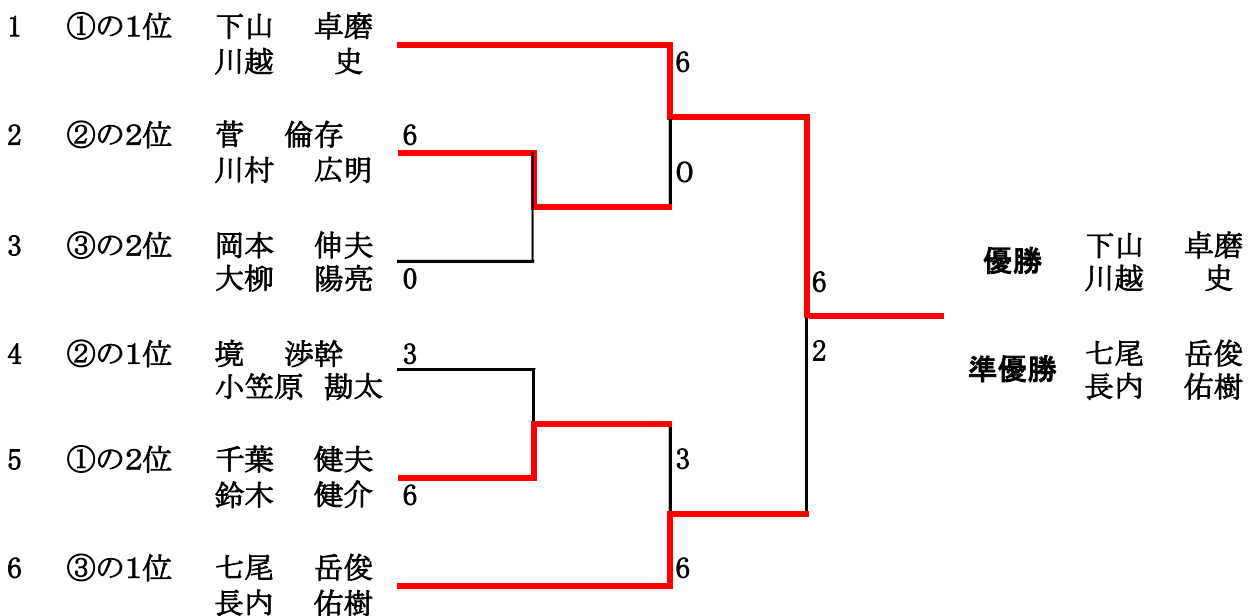 1 ①の1位 下山 卓磨
川越 史
6
2 ②の2位 菅 倫存 6
川村 広明
0
3 ③の2位 岡本 伸夫
大柳 陽亮 0
優勝 下山 卓磨
川越 史
6
4 ②の1位 境 渉幹 3
小笠原 勘太
2
準優勝 七尾 岳俊
長内 佑樹
5 ①の2位 千葉 健夫
鈴木 健介 6
3
6 ③の1位 七尾 岳俊
長内 佑樹
6